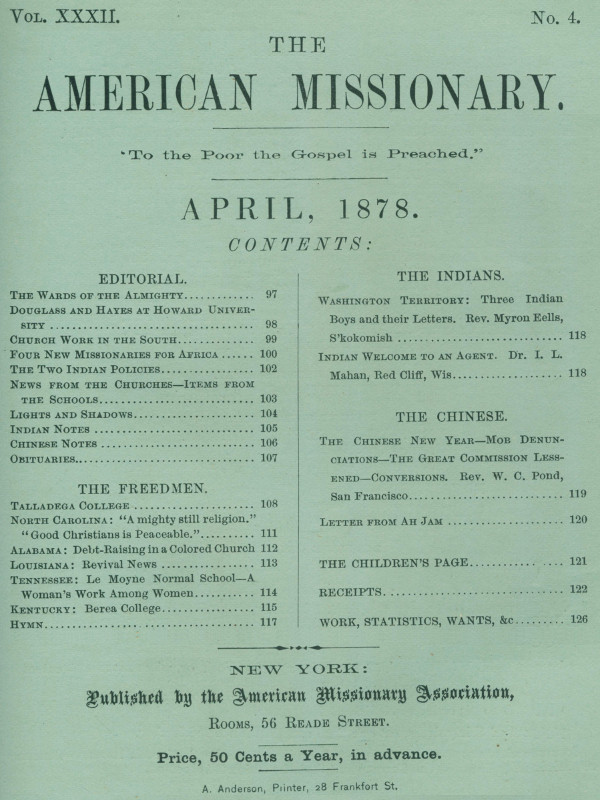 Vol. XXXII.
No. 4.
THE
AMERICAN MISSIONARY.
"To the Poor the Gospel is Preached."
APRIL, 1878.
CONTENTS:
EDITORIAL.
The Wards of the Almighty............ 97
Douglass and Hayes at Howard Univer-
sity ................................ 98
Church Work in the South............. 99
Four New Missionaries for Africa ...... 100
The Two Indian Policies.............. 102
News from the Churches—Items from
the Schools........................ 103
Lights and Shadows................... 104
Indian Notes ......................... 105
Chinese Notes ........................ 106
Obituaries............................ 107
THE FREEDMEN.
Talladega College .................... 108
North Carolina: "A mighty still religion."
"Good Christians is Peaceable."......... 111
Alabama: Debt-Raising in a Colored Church 112
Louisiana: Revival News .............. 113
Tennessee: Le Moyne Normal School—A
Woman's Work Among Women.......... 114
Kentucky: Berea College............... 115
Hymn................................. 117
THE INDIANS.
Washington Territory: Three Indian
Boys and their Letters. Rev. Myron Eells,
S'kokomish ........................... 118
Indian Welcome to an Agent. Dr. I. L.
Mahan, Red Cliff, Wis................... 118
THE CHINESE.
The Chinese New Year—Mob Denun-
ciations—The Great Commission Less-
ened—Conversions. Rev. W. C. Pond,
San Francisco......................... 119
Letter from Ah Jam .................... 120
THE CHILDREN'S PAGE................. 121
RECEIPTS............................. 122
WORK, STATISTICS, WANTS, &c......... 126
NEW YORK:
Published by the American Missionary Association,
Rooms, 56 Reade Street.
Price, 50 Cents a Year, in advance.
A. Anderson, Printer, 28 Frankfort St.